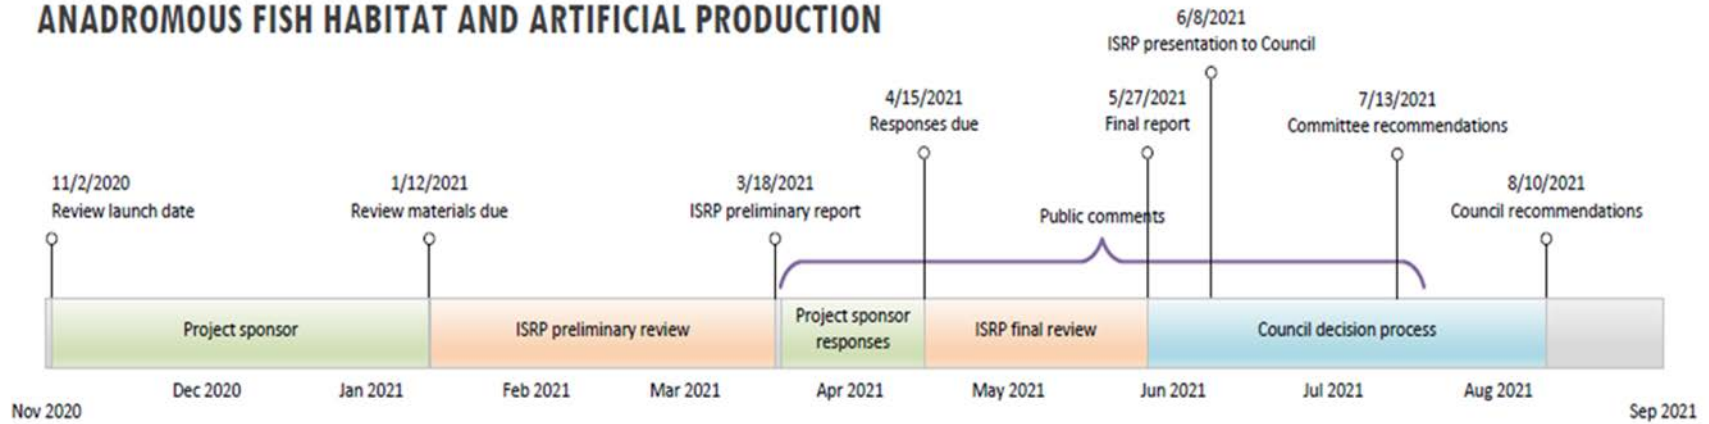 ANADROMOUS FISH HABITAT AND ARTIFICIAL PRODUCTION
6/8/2021
ISRP presentation to Council
4/15/2021
Responses due
5/27/2021
Final report
7/13/2021
Committee recommendations
11/2/2020
Review launch date
1/12/2021
Review materials due
3/18/2021
ISRP preliminary report
Public comments
8/10/2021
Council recommendations
Project sponsor
ISRP preliminary review
Project sponsor
responses
ISRP final review
Council decision process
Nov 2020
Dec 2020
Jan 2021
Feb 2021
Mar 2021
Apr 2021
May 2021
Jun 2021
Jul 2021
Aug 2021
Sep 2021